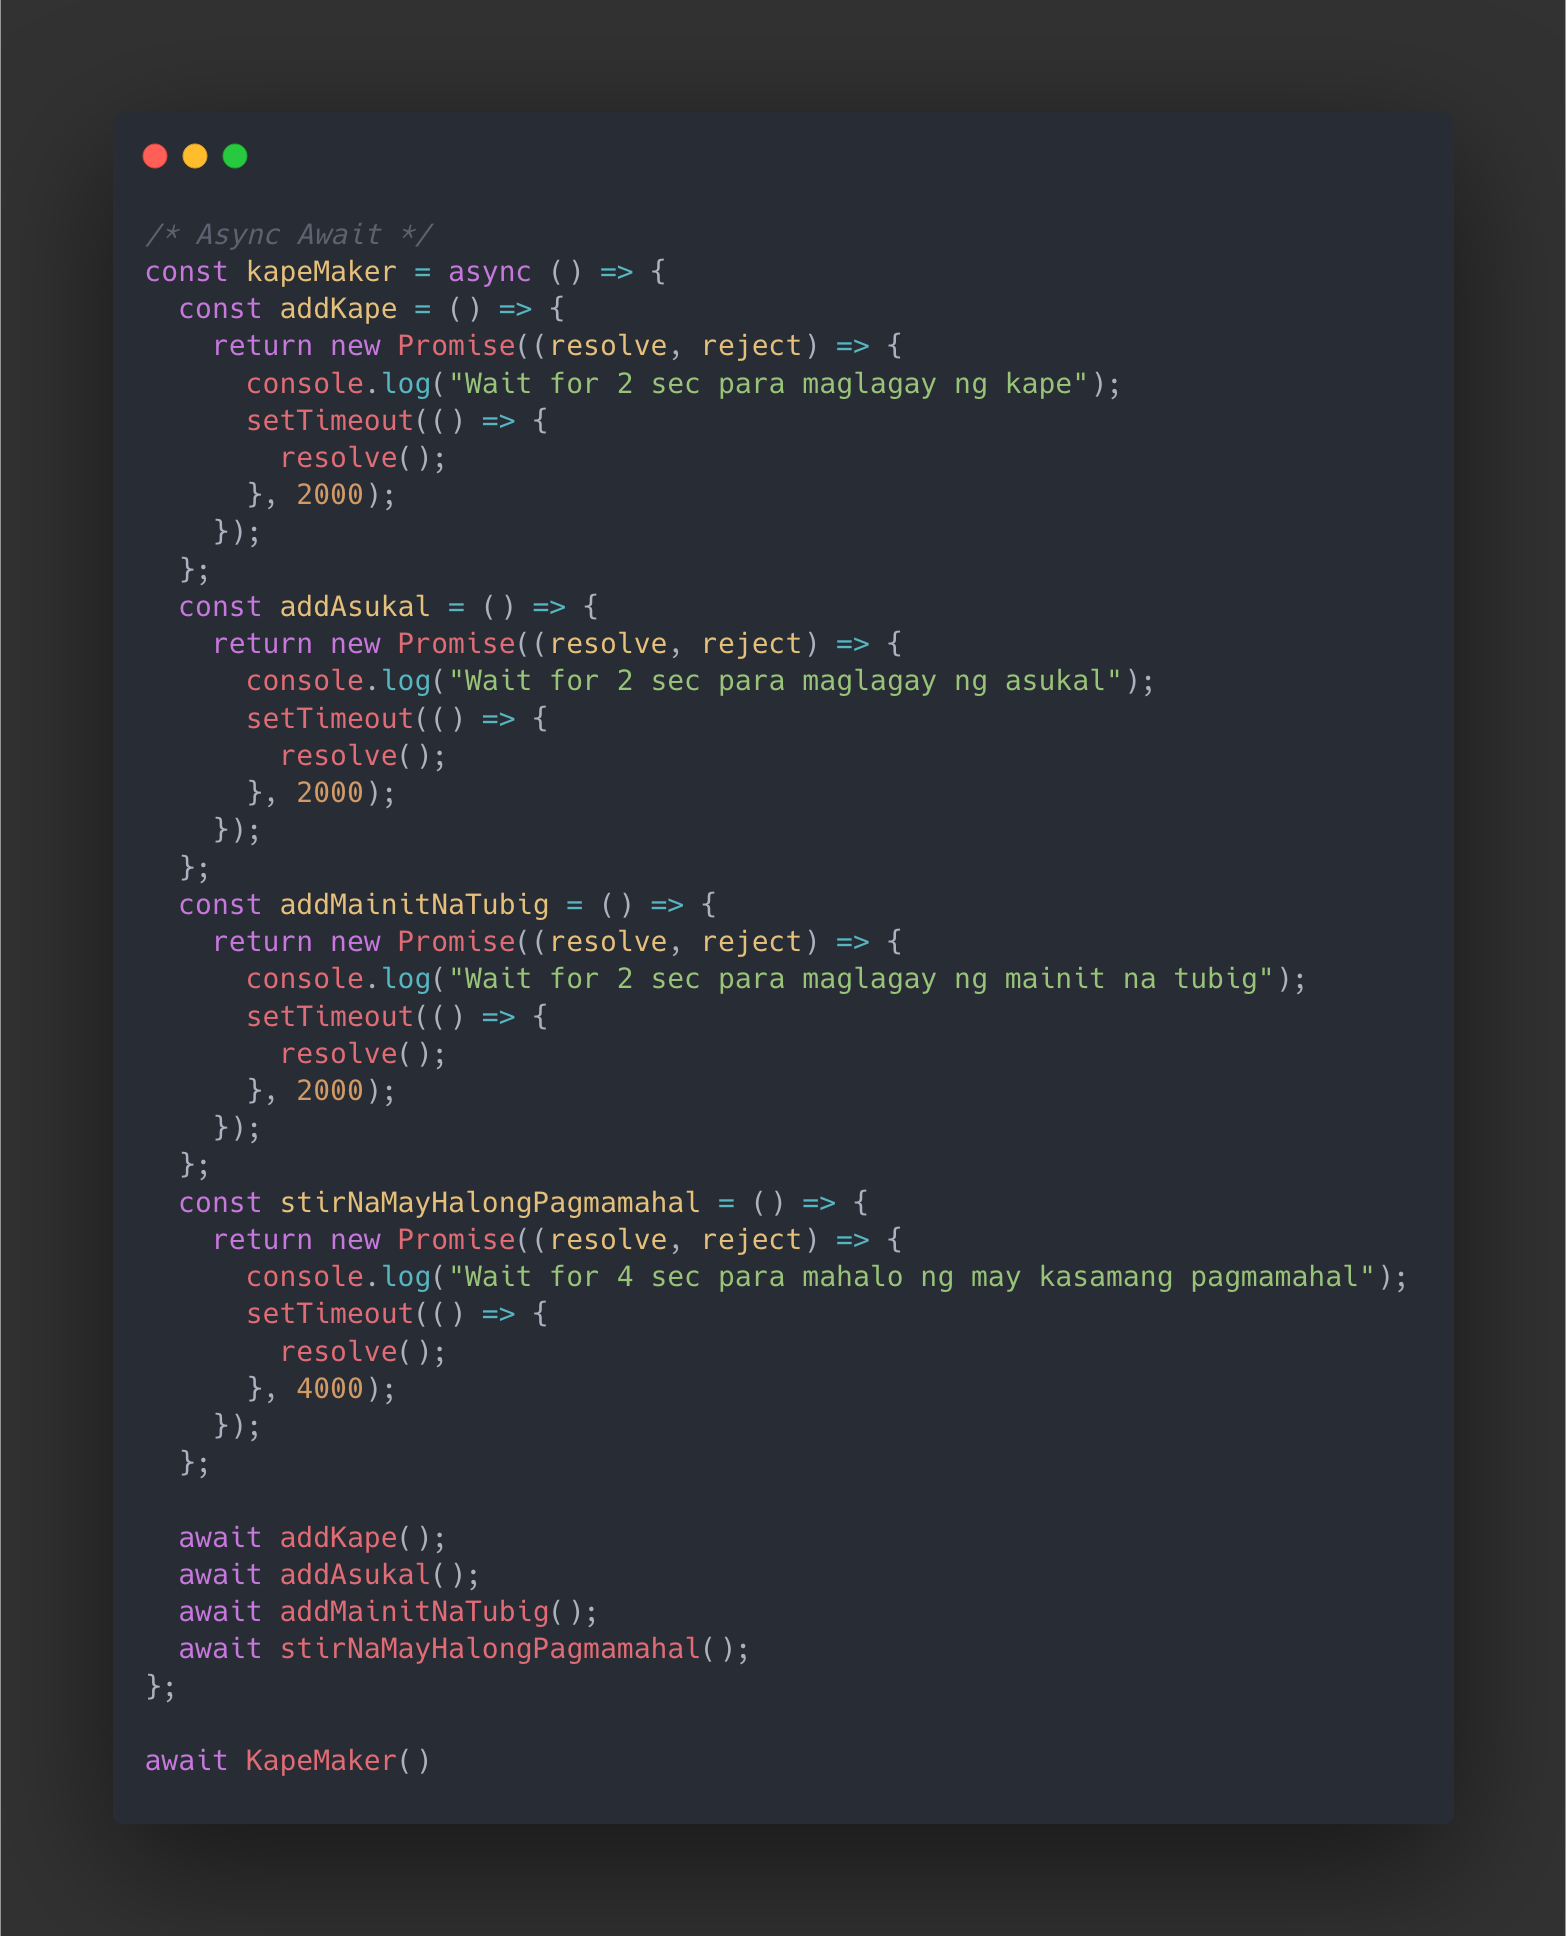 /* Async Await */
const kapeMaker = async () => {
  const addKape = () => {
    return new Promise((resolve, reject) => {
      console.log("Wait for 2 sec para maglagay ng kape");
      setTimeout(() => {
        resolve();
      }, 2000);
    });
  };
  const addAsukal = () => {
    return new Promise((resolve, reject) => {
      console.log("Wait for 2 sec para maglagay ng asukal");
      setTimeout(() => {
        resolve();
      }, 2000);
    });
  };
  const addMainitNaTubig = () => {
    return new Promise((resolve, reject) => {
      console.log("Wait for 2 sec para maglagay ng mainit na tubig");
      setTimeout(() => {
        resolve();
      }, 2000);
    });
  };
  const stirNaMayHalongPagmamahal = () => {
    return new Promise((resolve, reject) => {
      console.log("Wait for 4 sec para mahalo ng may kasamang pagmamahal");
      setTimeout(() => {
        resolve();
      }, 4000);
    });
  };

  await addKape();
  await addAsukal();
  await addMainitNaTubig();
  await stirNaMayHalongPagmamahal();
};

await KapeMaker()